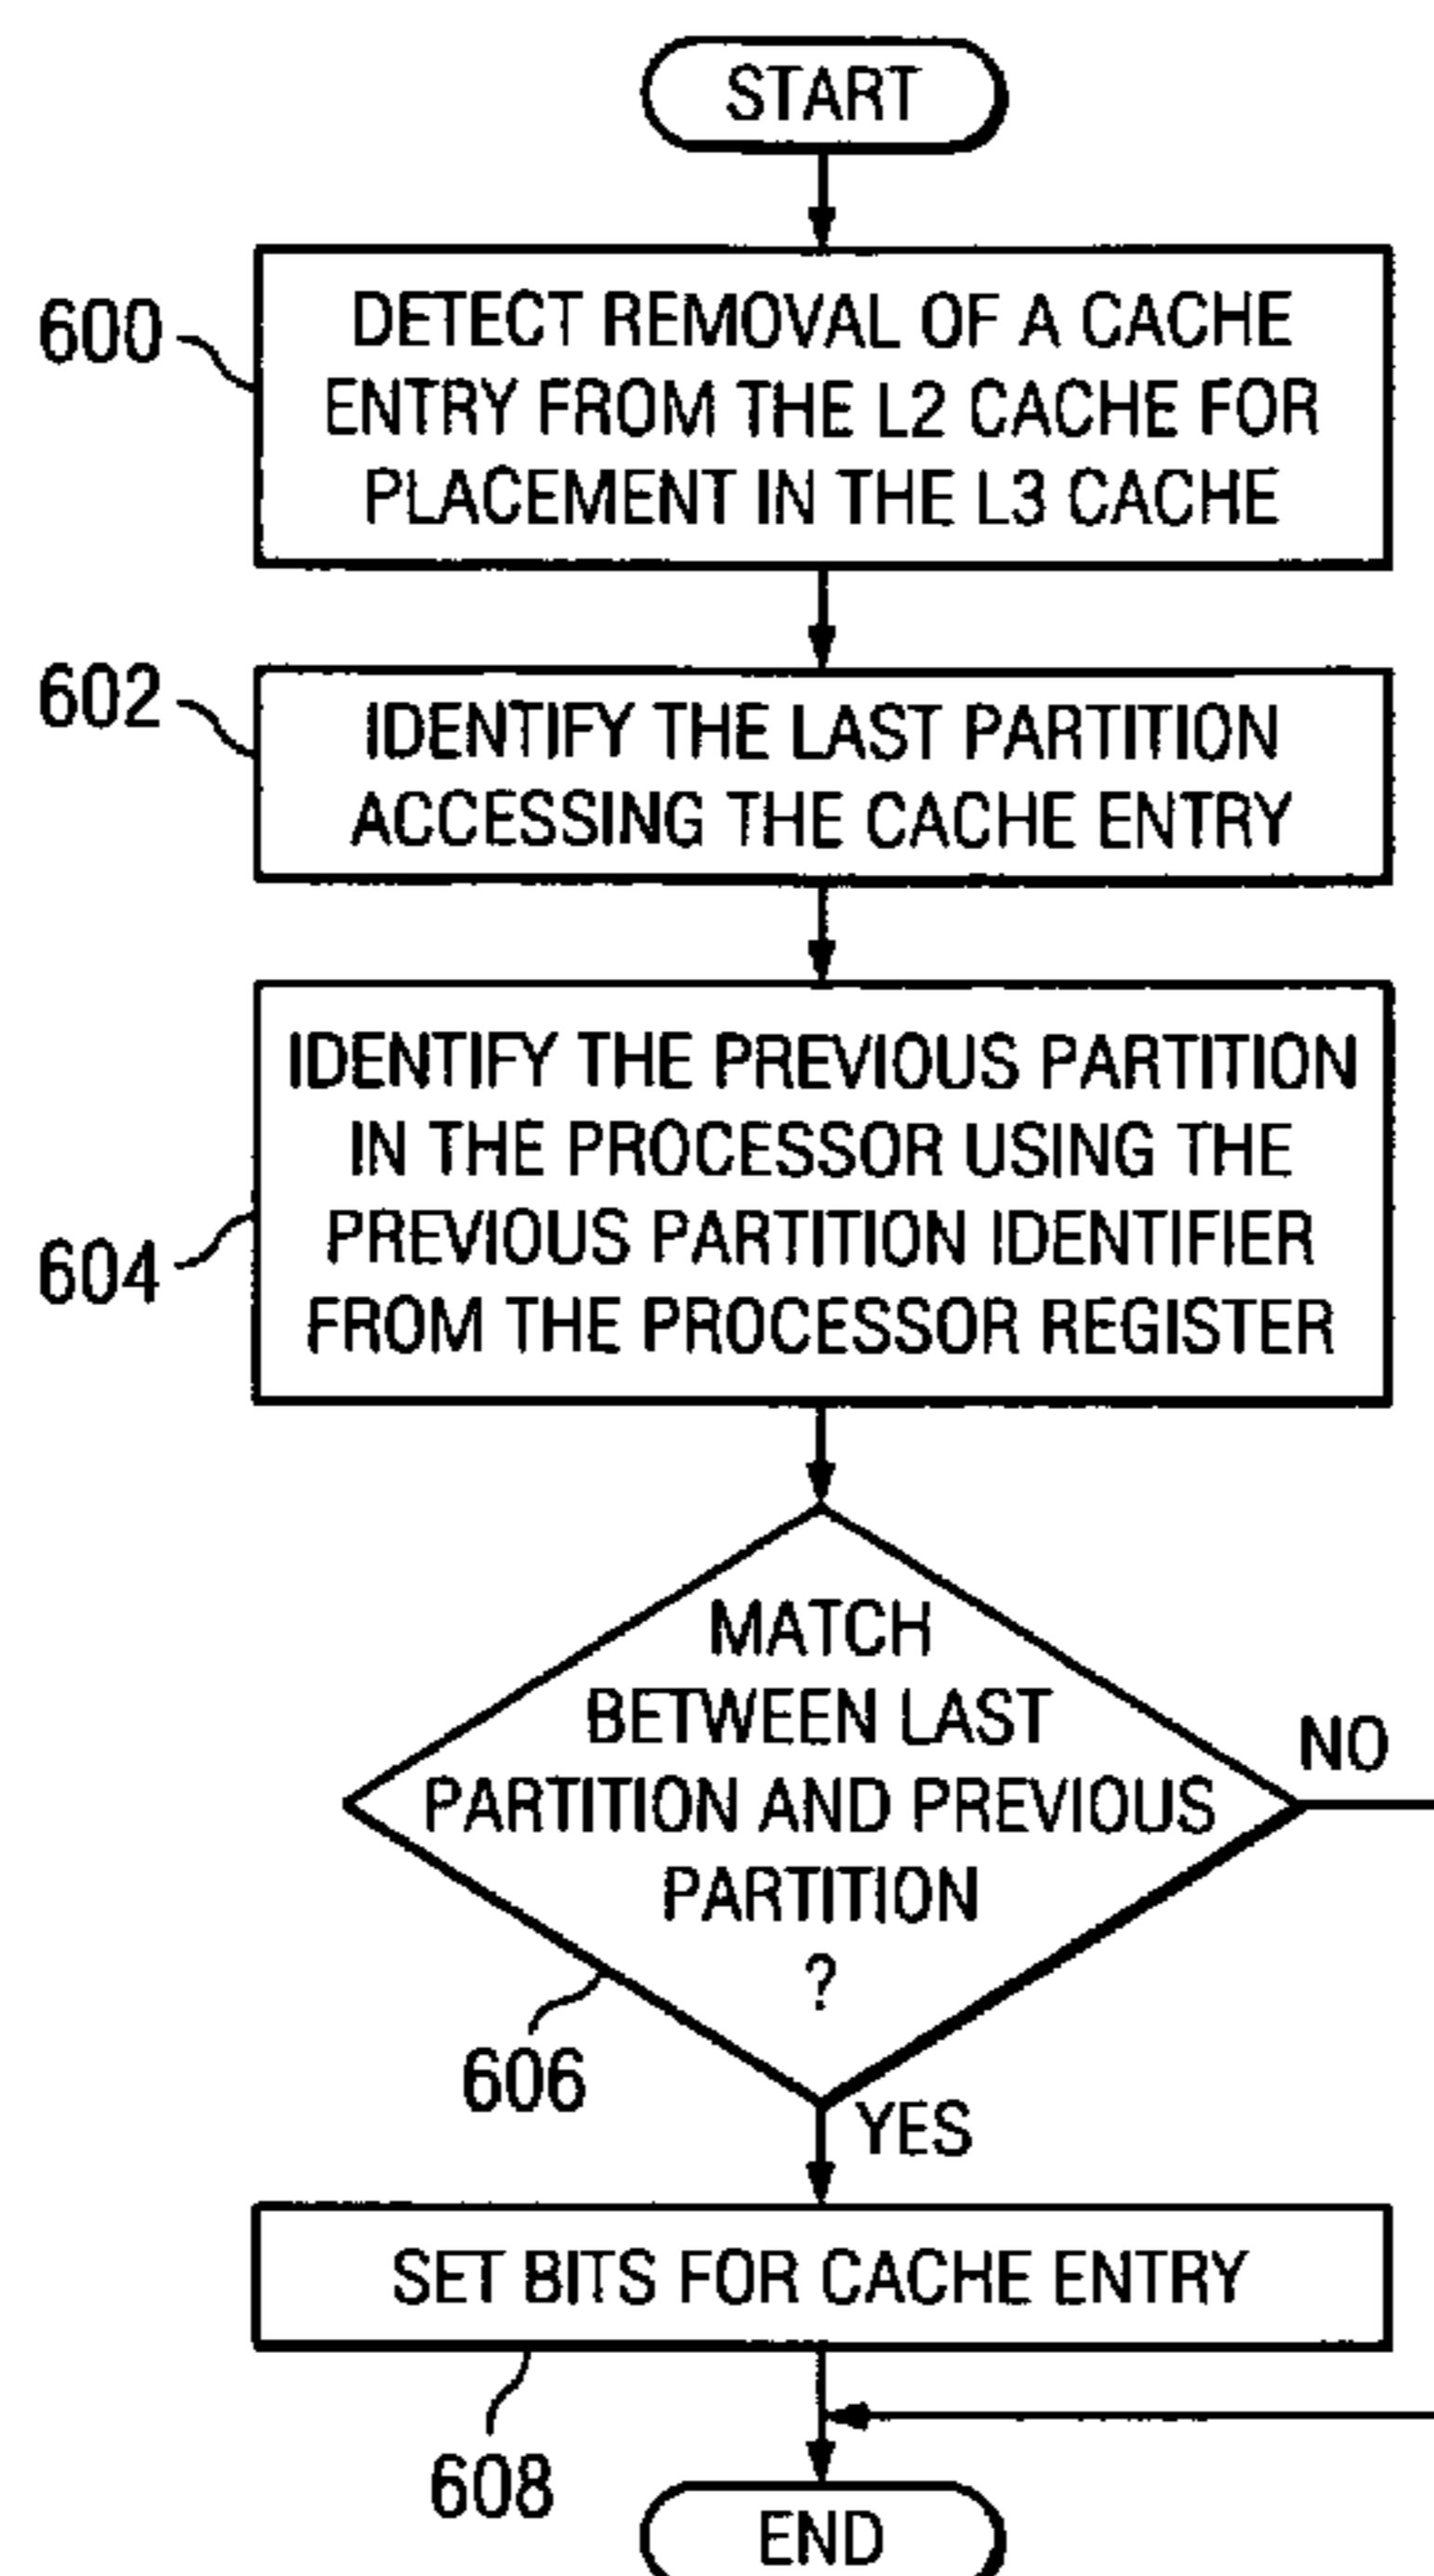 START
600
DETECT REMOVAL OF A CACHE
ENTRY FROM THE L2 CACHE FOR
PLACEMENT IN THE L3 CACHE
602
IDENTIFY THE LAST PARTITION
ACCESSING THE CACHE ENTRY
604
IDENTIFY THE PREVIOUS PARTITION
IN THE PROCESSOR USING THE
PREVIOUS PARTITION IDENTIFIER
FROM THE PROCESSOR REGISTER
MATCH
BETWEEN LAST
PARTITION AND PREVIOUS
PARTITION
?
NO
606
YES
SET BITS FOR CACHE ENTRY
608
END